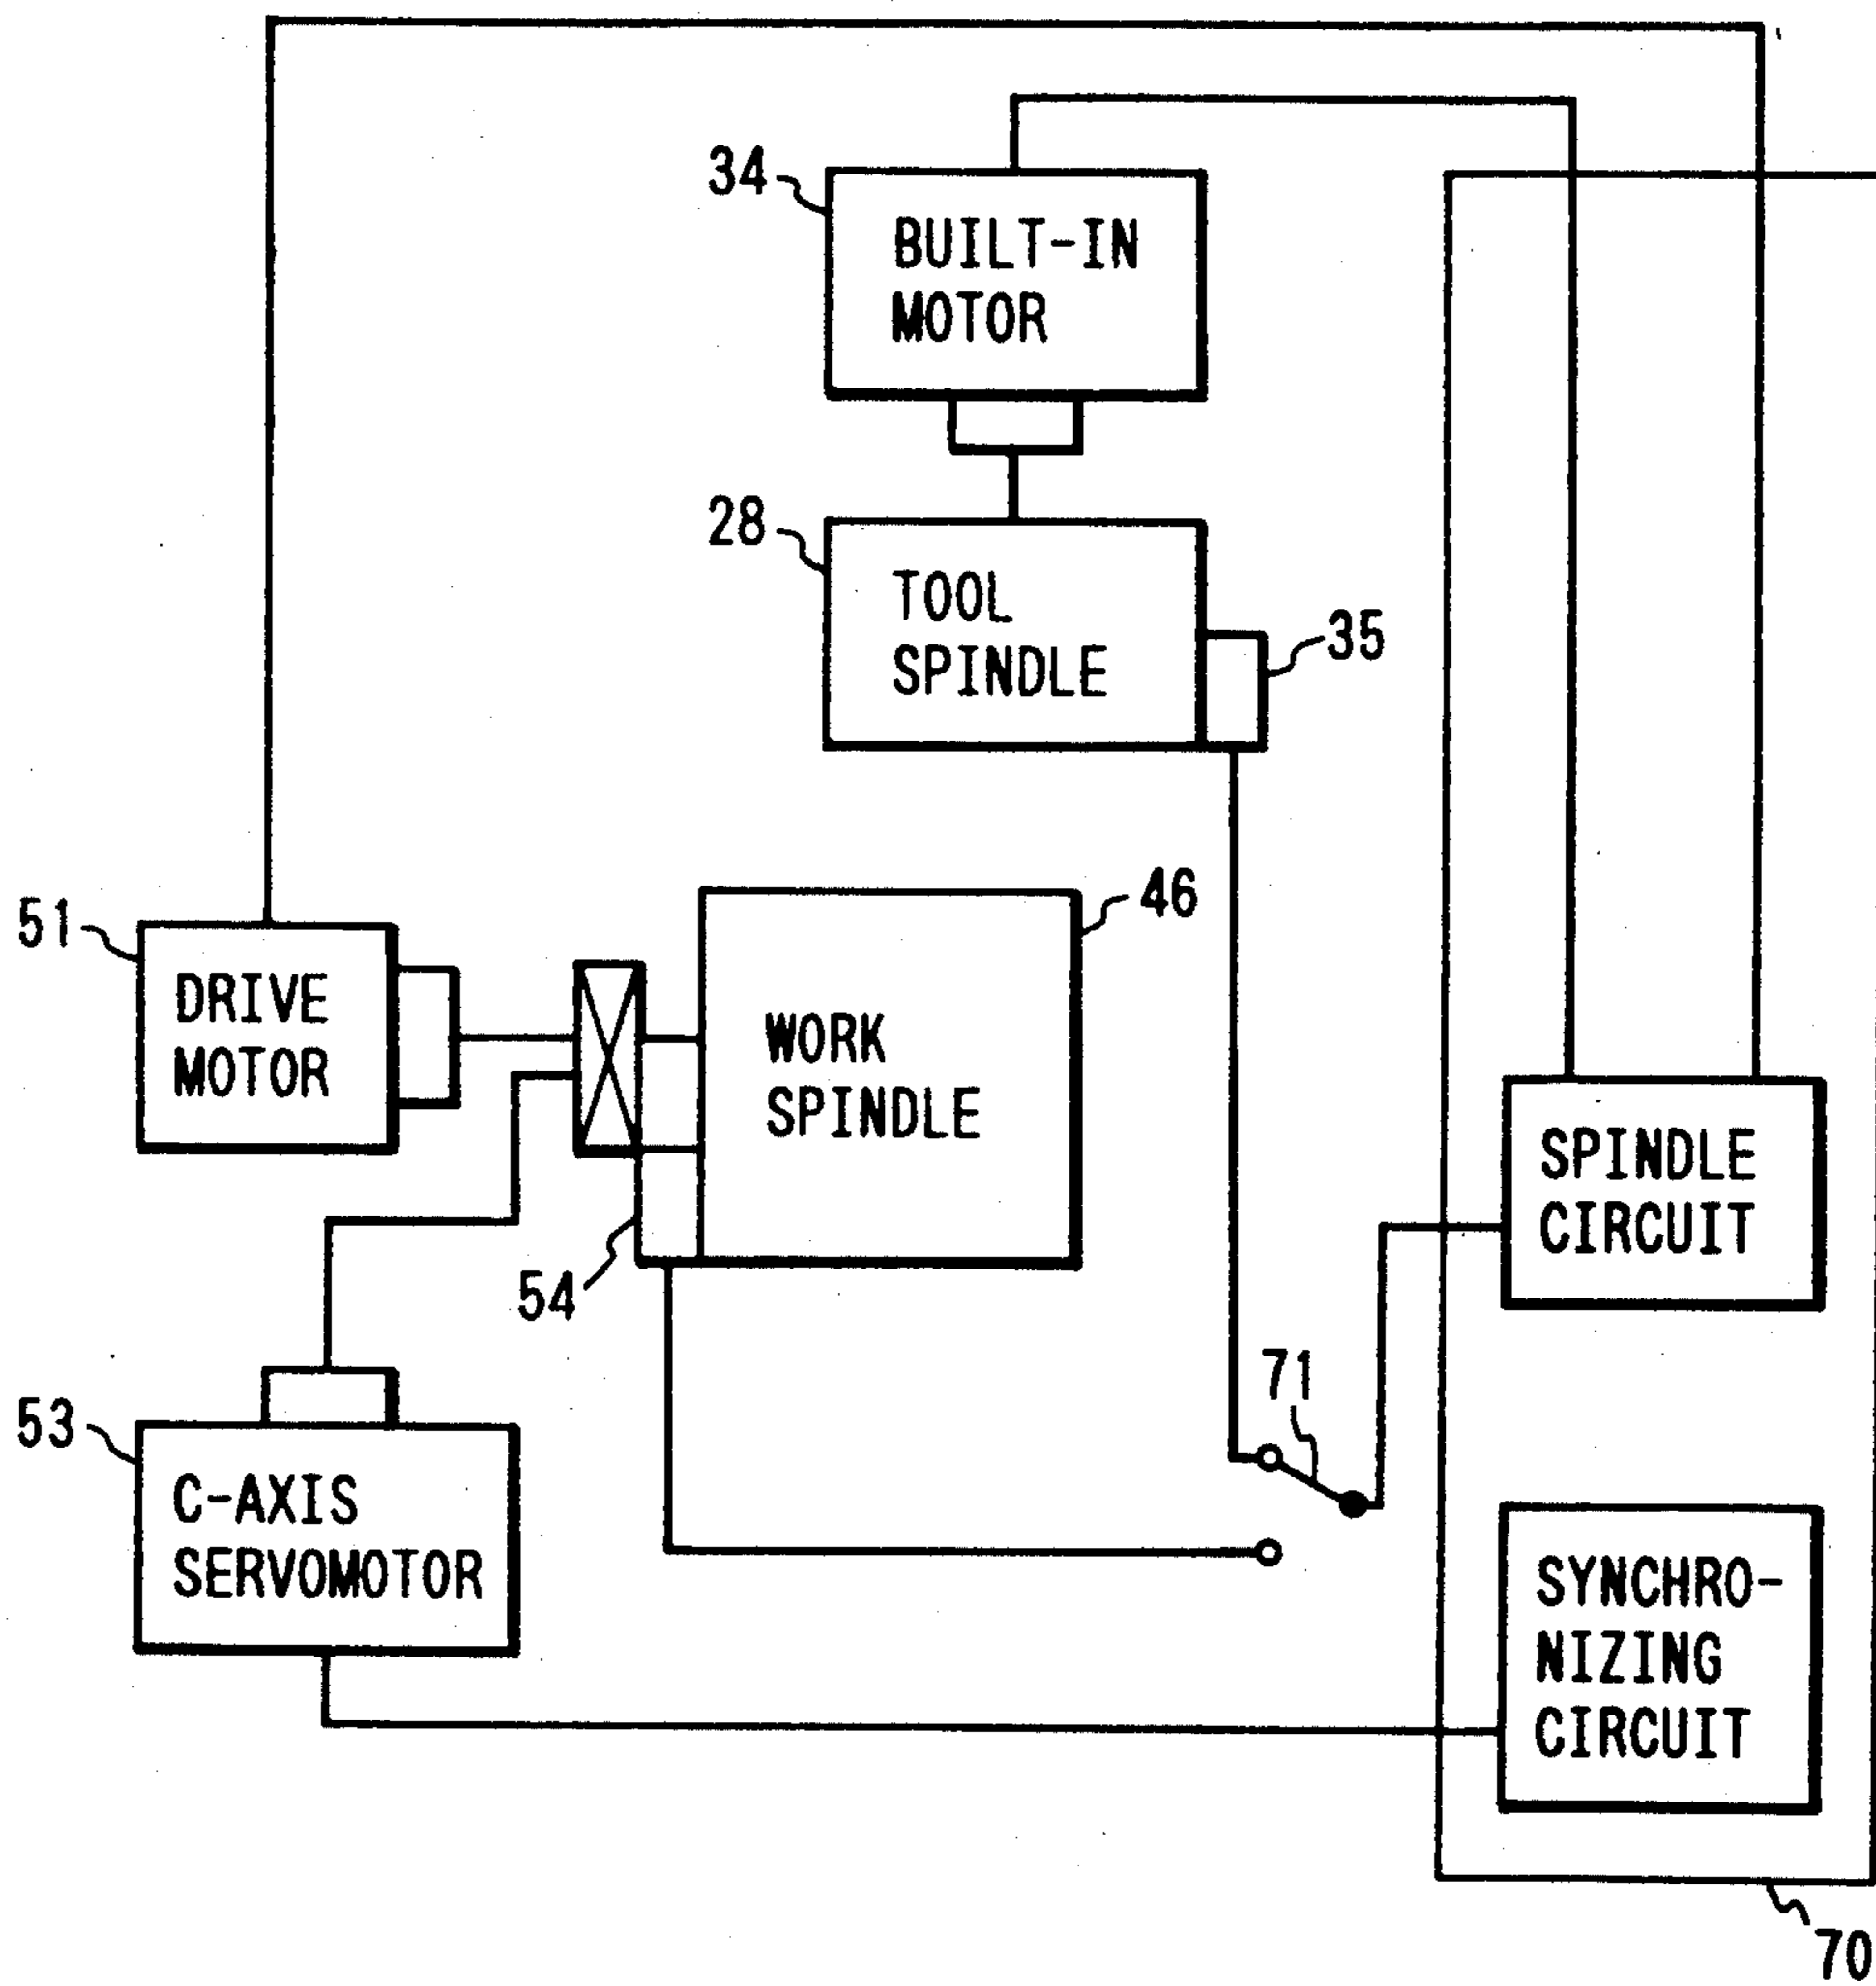 34
BUILT-IN
MOTOR
28
TOOL
SPINDLE
35
51
DRIVE
MOTOR
46
WORK
SPINDLE
54
SPINDLE
CIRCUIT
53
C-AXIS
SERVOMOTOR
71
SYNCHRO-
NIZING
CIRCUIT
70